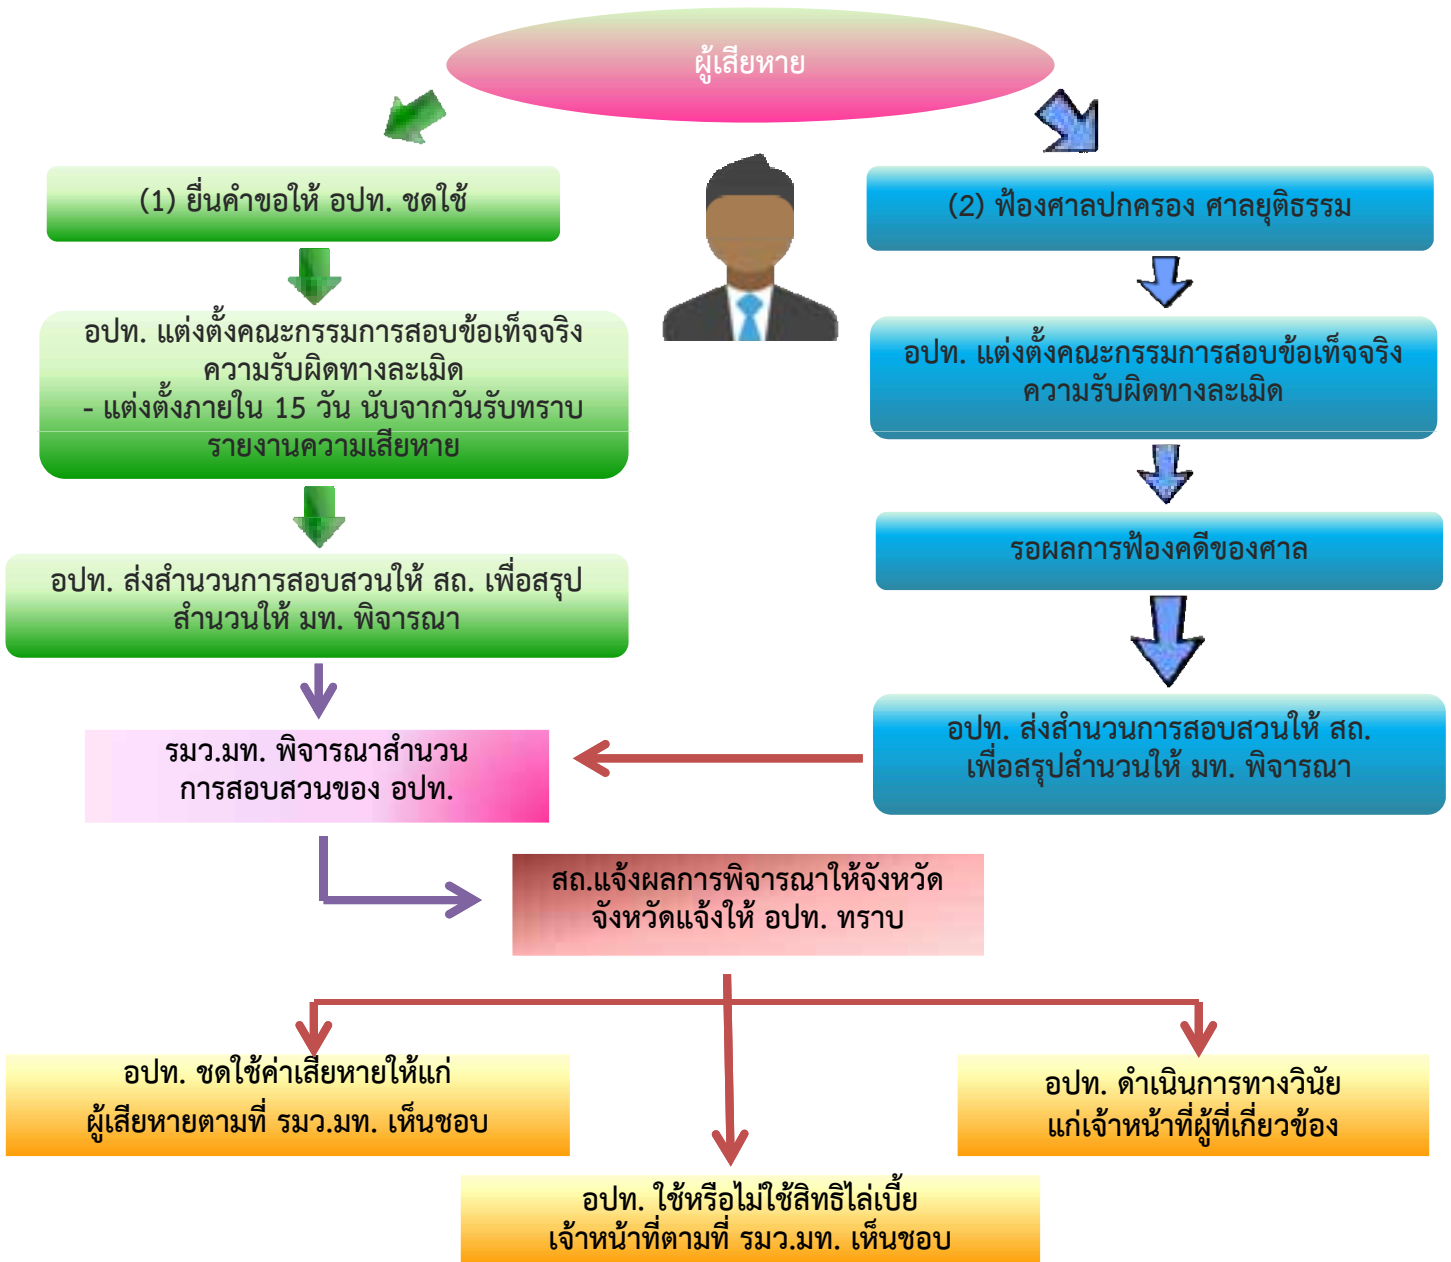 ผู้เสียหาย
(1) ยื่นคำขอให้ อปท. ชดใช้
อปท. แต่งตั้งคณะกรรมการสอบข้อเท็จจริง
ความรับผิดทางละเมิด
- แต่งตั้งภายใน 15 วัน นับจากวันรับทราบ
รายงานความเสียหาย
อปท. ส่งสำนวนการสอบสวนให้ สถ. เพื่อสรุป
สำนวนให้ มท. พิจารณา
(2) ฟ้องศาลปกครอง ศาลยุติธรรม
อปท. แต่งตั้งคณะกรรมการสอบข้อเท็จจริง
ความรับผิดทางละเมิด
รอผลการฟ้องคดีของศาล
อปท. ส่งสำนวนการสอบสวนให้ สถ.
เพื่อสรุปสำนวนให้ มท. พิจารณา
รมว.มท. พิจารณาสำนวน
การสอบสวนของ อปท.
สถ.แจ้งผลการพิจารณาให้จังหวัด
จังหวัดแจ้งให้ อปท. ทราบ
อปท. ชดใช้ค่าเสียหายให้แก่
ผู้เสียหายตามที่ รมว.มท. เห็นชอบ
อปท. ใช้หรือไม่ใช้สิทธิไล่เบี้ย
เจ้าหน้าที่ตามที่ รมว.มท. เห็นชอบ
อปท. ดำเนินการทางวินัย
แก่เจ้าหน้าที่ผู้ที่เกี่ยวข้อง